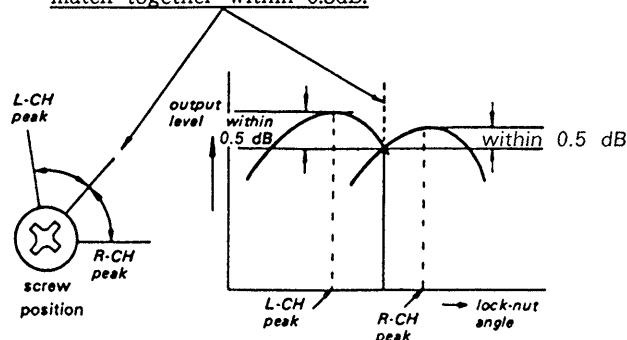 match together within 0.5dB.
L-CH
peak
R-CH
peak
screw
position
output
level
within
0.5 dB
within 0.5 dB
L-CH
peak
R-CH
peak
lock-nut
angle